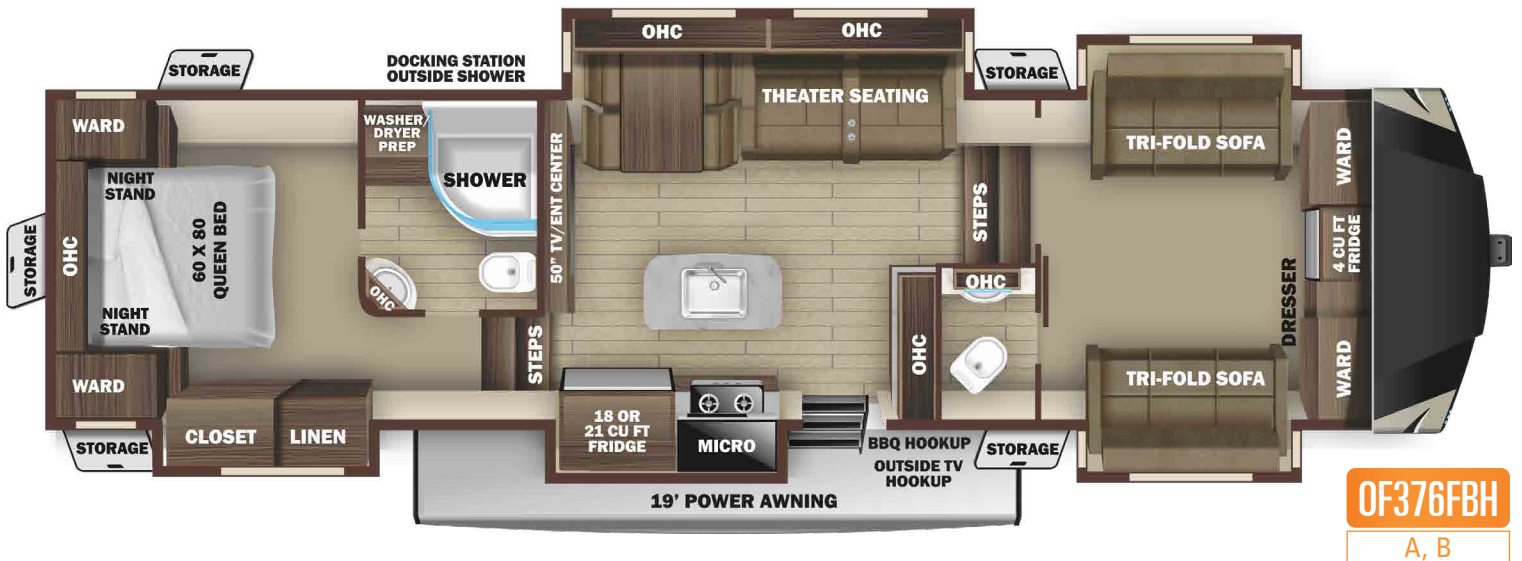 STORAGE
DOCKING STATION
OUTSIDE SHOWER
OHC
OHC
STORAGE
WARD
WASHER/
DRYER
PREP
SHOWER
50" TV/ENT CENTER
THEATER SEATING
TRI-FOLD SOFA
WARD
NIGHT
STAND
60 X 80
QUEEN BED
OHC
STORAGE
NIGHT
STAND
OHC
STEPS
STEPS
OHC
4 CU FT
FRIDGE
DRESSER
OHC
WARD
WARD
TRI-FOLD SOFA
CLOSET
LINEN
18 OR
21 CU FT
FRIDGE
MICRO
STORAGE
BBQ HOOKUP
OUTSIDE TV
HOOKUP
STORAGE
19' POWER AWNING
OF376FBH
A, B